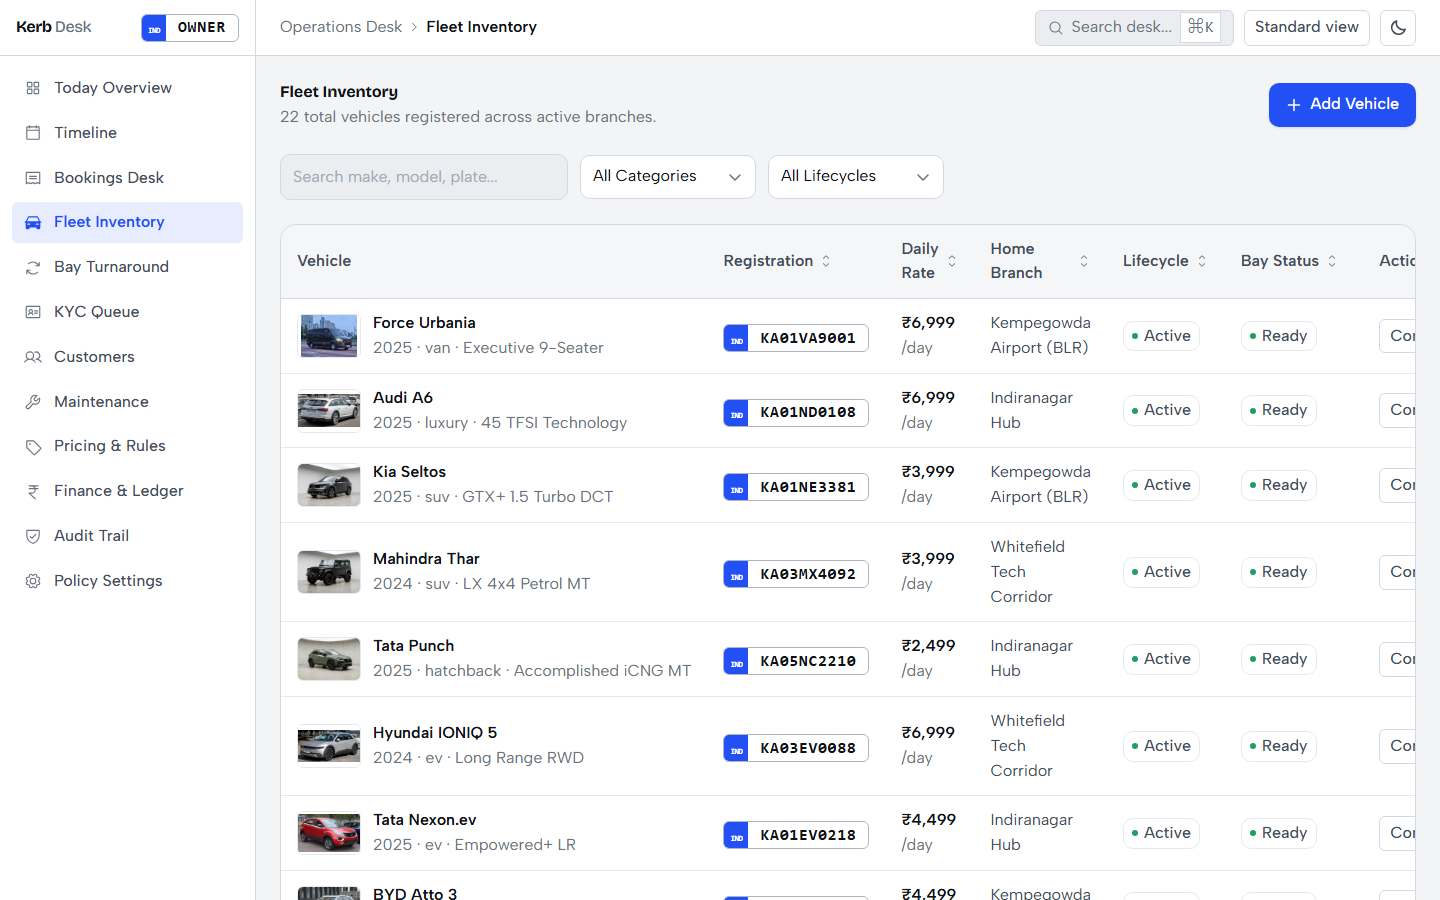 Kerb Desk
IND OWNER
Operations Desk › Fleet Inventory
Search desk... ⌘K
Standard view
Today Overview
Timeline
Bookings Desk
Fleet Inventory
Bay Turnaround
KYC Queue
Customers
Maintenance
Pricing & Rules
Finance & Ledger
Audit Trail
Policy Settings
Fleet Inventory
22 total vehicles registered across active branches.
+ Add Vehicle
Search make, model, plate...
All Categories
All Lifecycles
Vehicle
Registration
Daily
Rate
Home
Branch
Lifecycle
Bay Status
Actic
Force Urbania
2025 · van · Executive 9-Seater
IND KA01VA9001
₹6,999
/day
Kempegowda
Airport (BLR)
Active
Ready
Cor
Audi A6
2025 · luxury · 45 TFSI Technology
IND KA01ND0108
₹6,999
/day
Indiranagar
Hub
Active
Ready
Cor
Kia Seltos
2025 · suv · GTX+ 1.5 Turbo DCT
IND KA01NE3381
₹3,999
/day
Kempegowda
Airport (BLR)
Active
Ready
Cor
Mahindra Thar
2024 · suv · LX 4x4 Petrol MT
IND KA03MX4092
₹3,999
/day
Whitefield
Tech
Corridor
Active
Ready
Cor
Tata Punch
2025 · hatchback · Accomplished iCNG MT
IND KA05NC2210
₹2,499
/day
Indiranagar
Hub
Active
Ready
Cor
Hyundai IONIQ 5
2024 · ev · Long Range RWD
IND KA03EV0088
₹6,999
/day
Whitefield
Tech
Corridor
Active
Ready
Cor
Tata Nexon.ev
2025 · ev · Empowered+ LR
IND KA01EV0218
₹4,499
/day
Indiranagar
Hub
Active
Ready
Cor
BYD Atto 3
₹4,499
Kempegowda